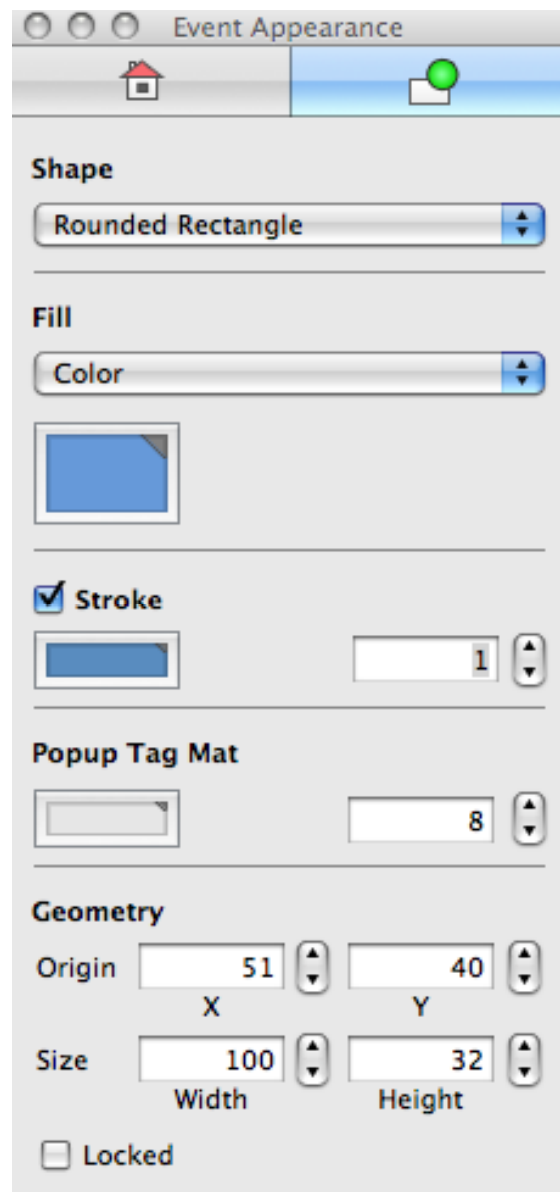 Event Appearance
Shape
Rounded Rectangle
Fill
Color
Stroke
1
Popup Tag Mat
8
Geometry
Origin 51 40
X Y
Size 100 32
Width Height
Locked